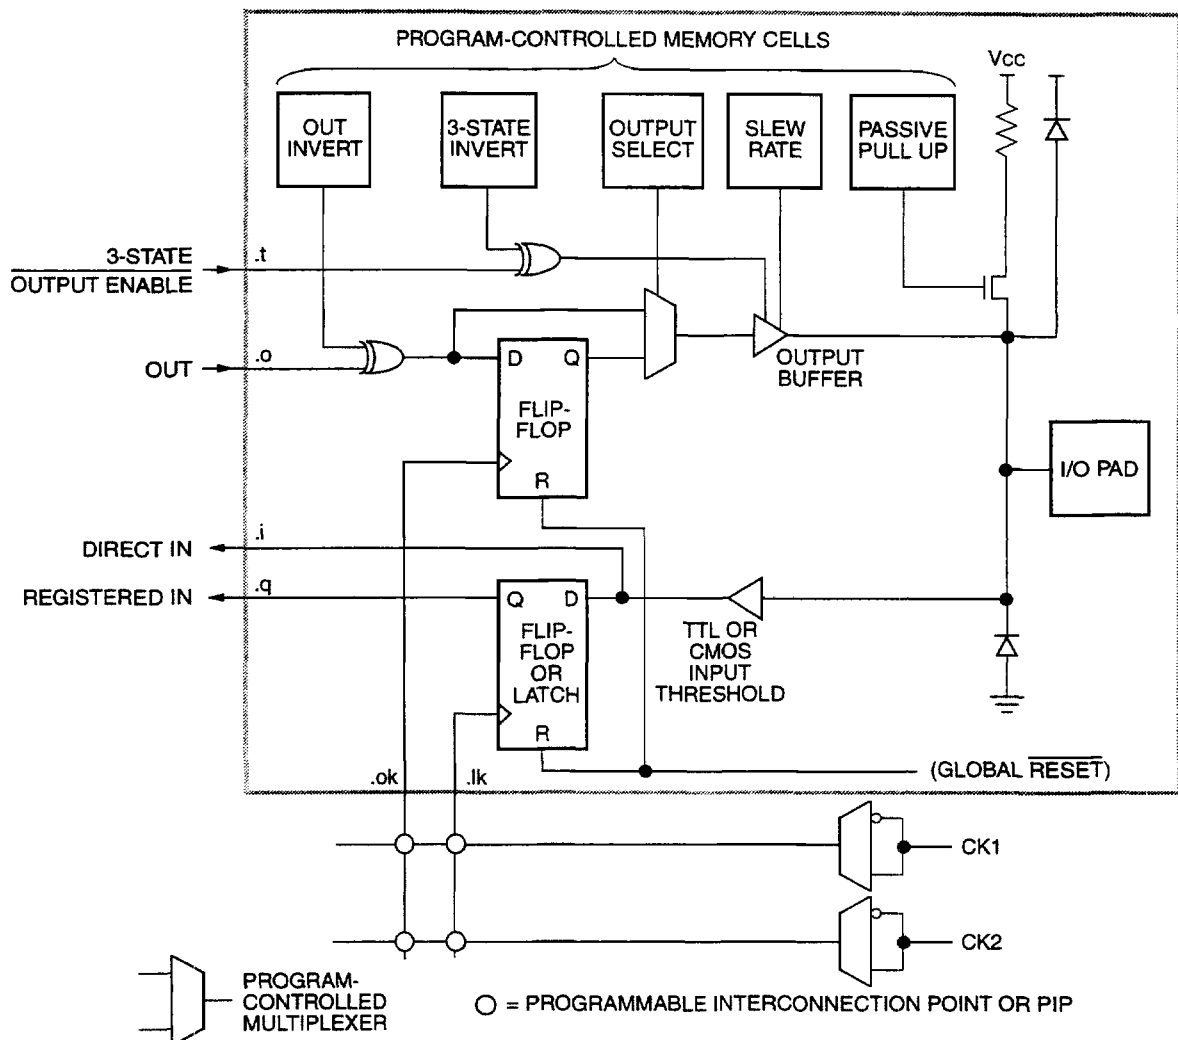 PROGRAM-CONTROLLED MEMORY CELLS
Vcc
OUT
INVERT
3-STATE
INVERT
OUTPUT
SELECT
SLEW
RATE
PASSIVE
PULL UP
3-STATE
OUTPUT ENABLE
.t
OUT
.o
D
Q
FLIP-
FLOP
R
OUTPUT
BUFFER
I/O PAD
DIRECT IN
.i
REGISTERED IN
.q
Q
D
FLIP-
FLOP
OR
LATCH
R
TTL OR
CMOS
INPUT
THRESHOLD
.ok
.lk
(GLOBAL RESET)
CK1
CK2
PROGRAM-
CONTROLLED
MULTIPLEXER
= PROGRAMMABLE INTERCONNECTION POINT OR PIP